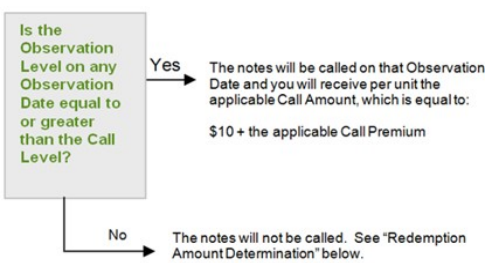 Is the
Observation
Level on any
Observation
Date equal to
or greater
than the Call
Level?
Yes
The notes will be called on that Observation
Date and you will receive per unit the
applicable Call Amount, which is equal to:
$10 + the applicable Call Premium
No
The notes will not be called. See “Redemption
Amount Determination” below.